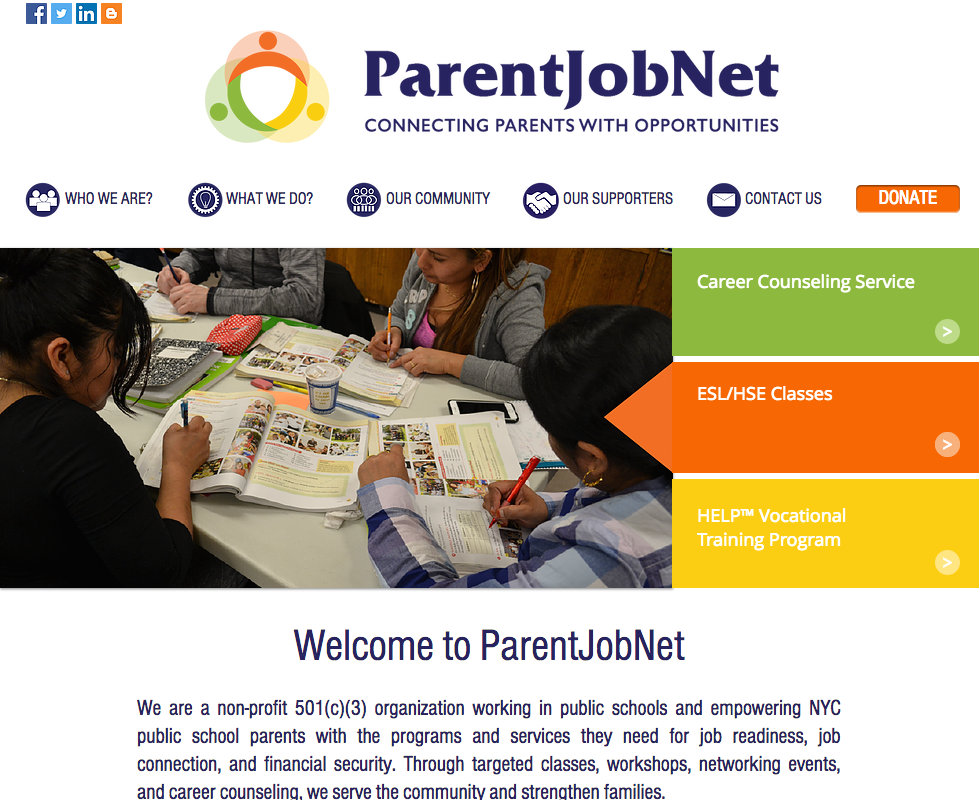 ParentJobNet
CONNECTING PARENTS WITH OPPORTUNITIES
WHO WE ARE?
WHAT WE DO?
OUR COMMUNITY
OUR SUPPORTERS
CONTACT US
DONATE
Career Counseling Service
>
ESL/HSE Classes
>
HELP™ Vocational
Training Program
>
Welcome to ParentJobNet
We are a non-profit 501(c)(3) organization working in public schools and empowering NYC
public school parents with the programs and services they need for job readiness, job
connection, and financial security. Through targeted classes, workshops, networking events,
and career counseling, we serve the community and strengthen families.